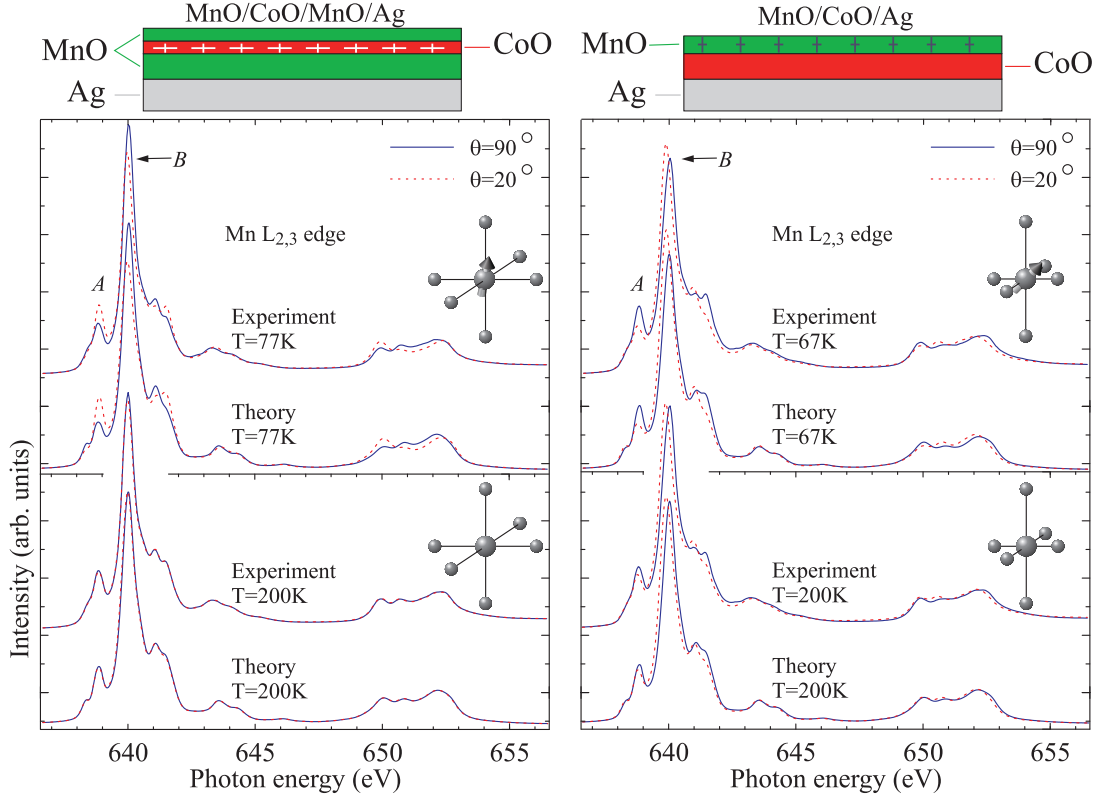 MnO/CoO/MnO/Ag
MnO
CoO
Ag
B
θ=90°
θ=20°
Mn L2,3 edge
A
Experiment
T=77K
Theory
T=77K
Experiment
T=200K
Theory
T=200K
Intensity (arb. units)
640
645
650
655
Photon energy (eV)
MnO/CoO/Ag
MnO
CoO
Ag
B
θ=90°
θ=20°
Mn L2,3 edge
A
Experiment
T=67K
Theory
T=67K
Experiment
T=200K
Theory
T=200K
640
645
650
655
Photon energy (eV)